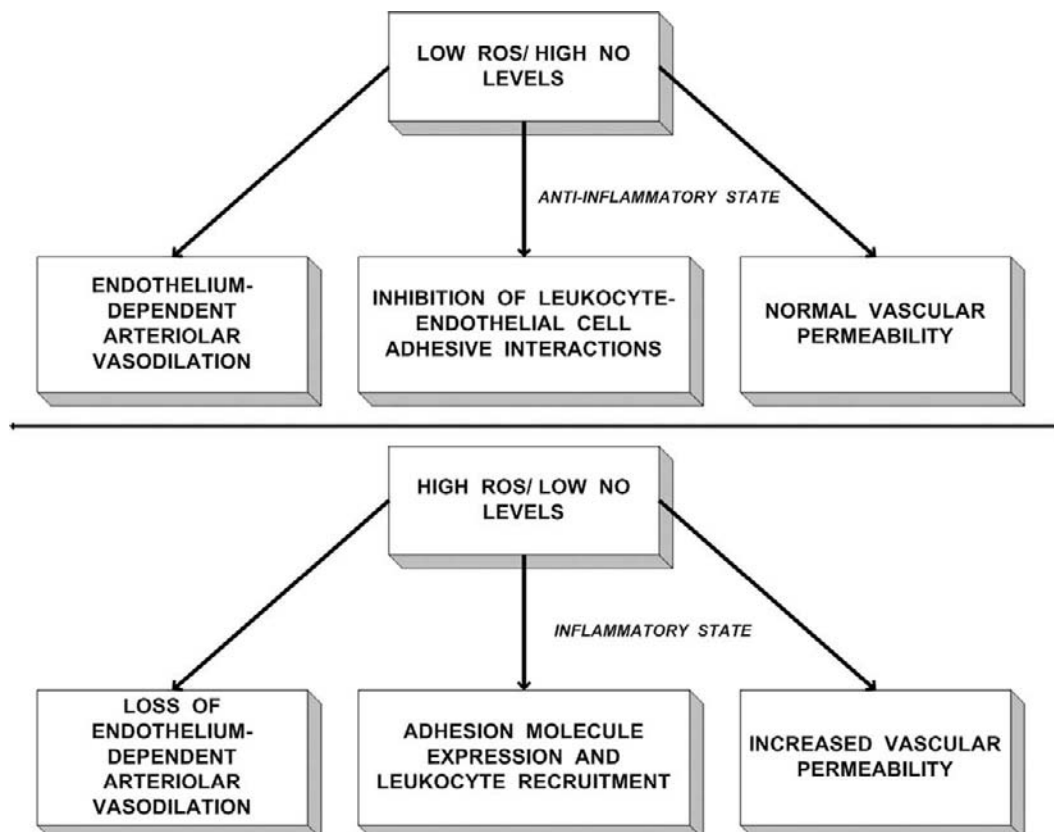 LOW ROS/ HIGH NO
LEVELS
ANTI-INFLAMMATORY STATE
ENDOTHELIUM-
DEPENDENT
ARTERIOLAR
VASODILATION
INHIBITION OF LEUKOCYTE-
ENDOTHELIAL CELL
ADHESIVE INTERACTIONS
NORMAL VASCULAR
PERMEABILITY
HIGH ROS/ LOW NO
LEVELS
INFLAMMATORY STATE
LOSS OF
ENDOTHELIUM-
DEPENDENT
ARTERIOLAR
VASODILATION
ADHESION MOLECULE
EXPRESSION AND
LEUKOCYTE RECRUITMENT
INCREASED VASCULAR
PERMEABILITY